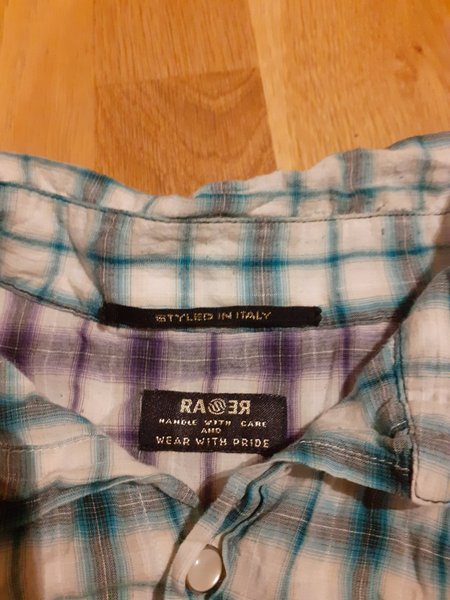 STYLED IN ITALY
HANDLE WITH CARE
AND
WEAR WITH PRIDE